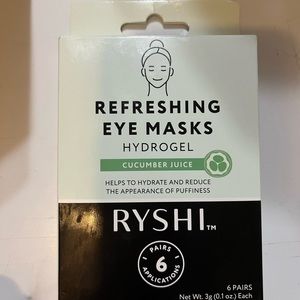 REFRESHING
EYE MASKS
HYDROGEL
CUCUMBER JUICE
HELPS TO HYDRATE AND REDUCE
THE APPEARANCE OF PUFFINESS
RYSHI™
PAIRS
6
APPLICATIONS
6 PAIRS
Net Wt. 3g (0.1 oz.) Each